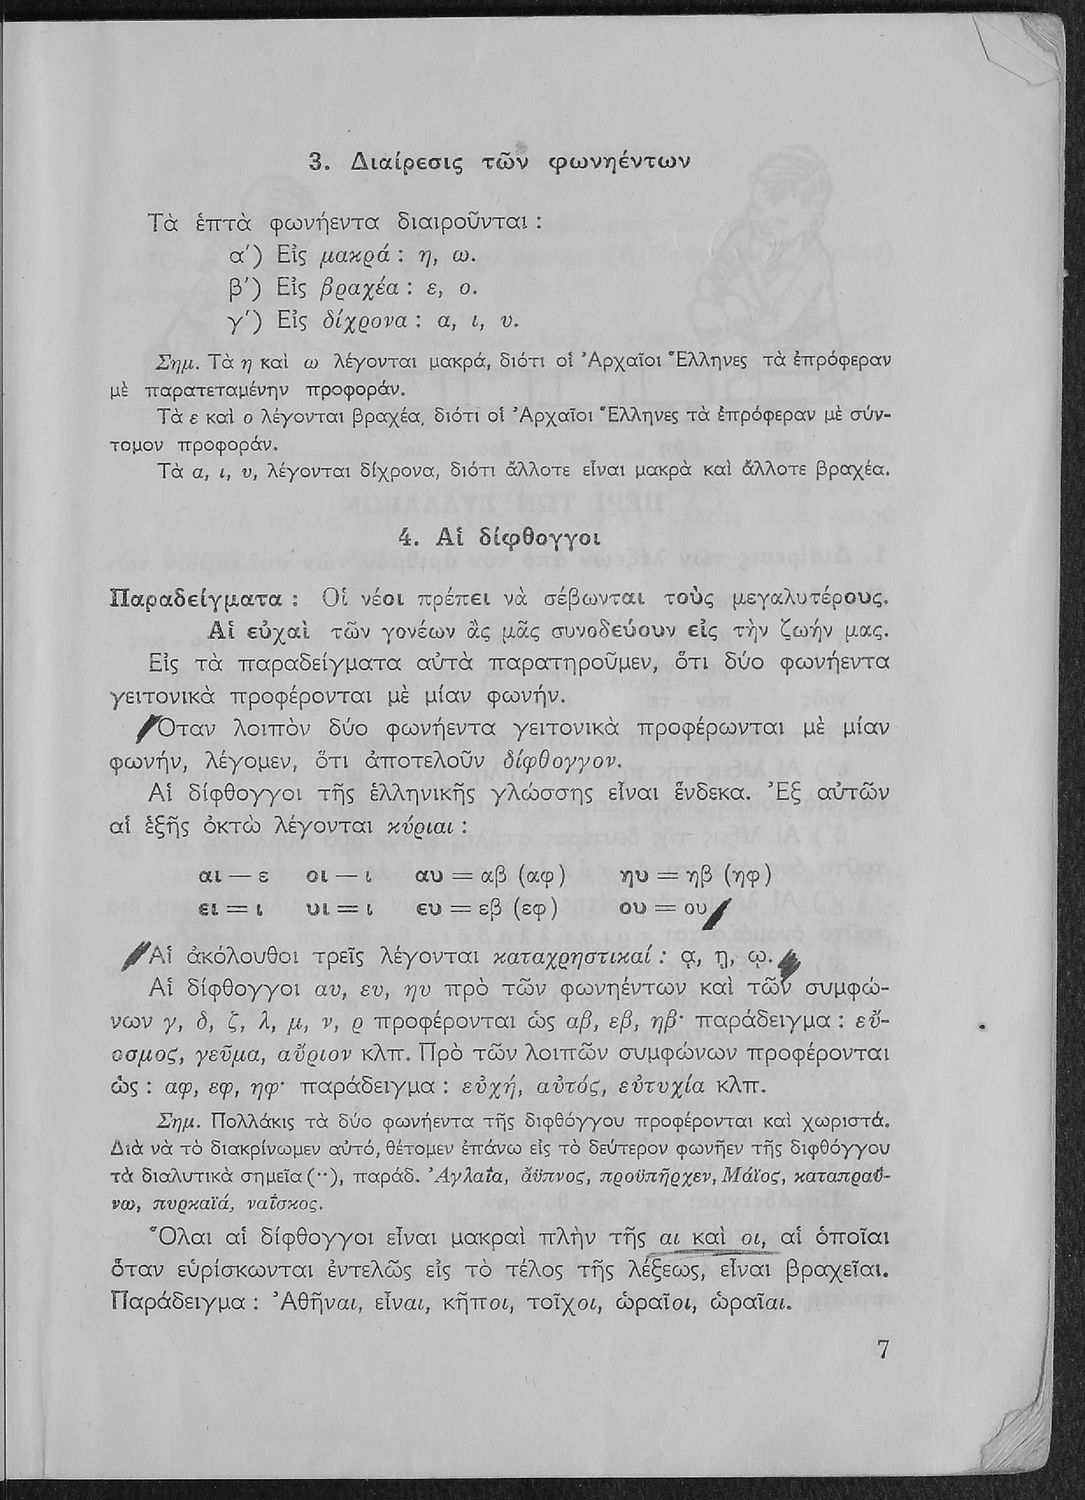 3. Διαίρεσις τῶν φωνηέντων
Τὰ ἑπτὰ φωνήεντα διαιροῦνται :
α′) Εἰς μακρά : η, ω.
β′) Εἰς βραχέα : ε, ο.
γ′) Εἰς δίχρονα : α, ι, υ.
Σημ. Τὰ η καὶ ω λέγονται μακρά, διότι οἱ Ἀρχαῖοι Ἕλληνες τὰ ἐπρόφεραν
μὲ παρατεταμένην προφοράν.
Τὰ ε καὶ ο λέγονται βραχέα, διότι οἱ Ἀρχαῖοι Ἕλληνες τὰ ἐπρόφεραν μὲ σύν-
τομον προφοράν.
Τὰ α, ι, υ, λέγονται δίχρονα, διότι ἄλλοτε εἶναι μακρὰ καὶ ἄλλοτε βραχέα.
4. Αἱ δίφθογγοι
Παραδείγματα : Οἱ νέοι πρέπει νὰ σέβωνται τοὺς μεγαλυτέρους.
Αἱ εὐχαὶ τῶν γονέων ἂς μᾶς συνοδεύουν εἰς τὴν ζωήν μας.
Εἰς τὰ παραδείγματα αὐτὰ παρατηροῦμεν, ὅτι δύο φωνήεντα
γειτονικὰ προφέρονται μὲ μίαν φωνήν.
Ὅταν λοιπὸν δύο φωνήεντα γειτονικὰ προφέρωνται μὲ μίαν
φωνήν, λέγομεν, ὅτι ἀποτελοῦν δίφθογγον.
Αἱ δίφθογγοι τῆς ἑλληνικῆς γλώσσης εἶναι ἕνδεκα. Ἐξ αὐτῶν
αἱ ἑξῆς ὀκτὼ λέγονται κύριαι :
αι — ε οι — ι αυ = αβ (αφ) ηυ = ηβ (ηφ)
ει = ι υι = ι ευ = εβ (εφ) ου = ου
Αἱ ἀκόλουθοι τρεῖς λέγονται καταχρηστικαί : ᾳ, ῃ, ῳ.
Αἱ δίφθογγοι αυ, ευ, ηυ πρὸ τῶν φωνηέντων καὶ τῶν συμφώ-
νων γ, δ, ζ, λ, μ, ν, ρ προφέρονται ὡς αβ, εβ, ηβ· παράδειγμα : εὔ-
οσμος, γεῦμα, αὔριον κλπ. Πρὸ τῶν λοιπῶν συμφώνων προφέρονται
ὡς : αφ, εφ, ηφ· παράδειγμα : εὐχή, αὐτός, εὐτυχία κλπ.
Σημ. Πολλάκις τὰ δύο φωνήεντα τῆς διφθόγγου προφέρονται καὶ χωριστά.
Διὰ νὰ τὸ διακρίνωμεν αὐτό, θέτομεν ἐπάνω εἰς τὸ δεύτερον φωνῆεν τῆς διφθόγγου
τὰ διαλυτικὰ σημεῖα (¨), παράδ. Ἀγλαΐα, ἄϋπνος, προϋπῆρχεν, Μάϊος, καταπραΰ-
νω, πυρκαϊά, ναΐσκος.
Ὅλαι αἱ δίφθογγοι εἶναι μακραὶ πλὴν τῆς αι καὶ οι, αἱ ὁποῖαι
ὅταν εὑρίσκωνται ἐντελῶς εἰς τὸ τέλος τῆς λέξεως, εἶναι βραχεῖαι.
Παράδειγμα : Ἀθῆναι, εἶναι, κῆποι, τοῖχοι, ὡραῖοι, ὡραῖαι.
7